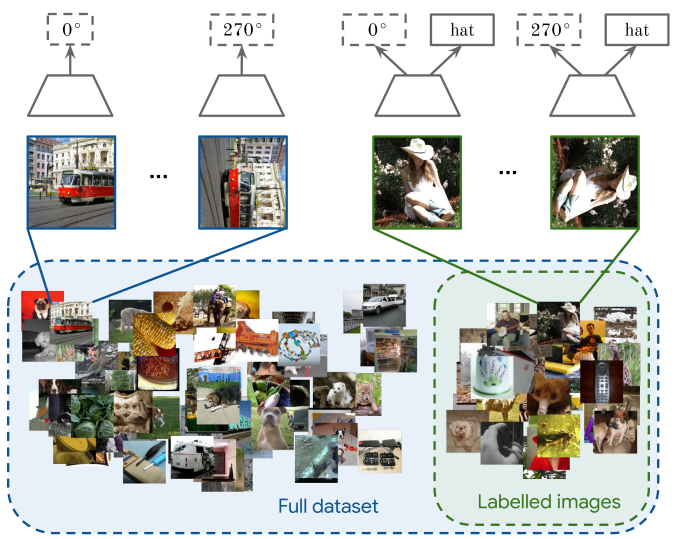 0° 270° 0° hat 270° hat
... ...
Full dataset
Labelled images